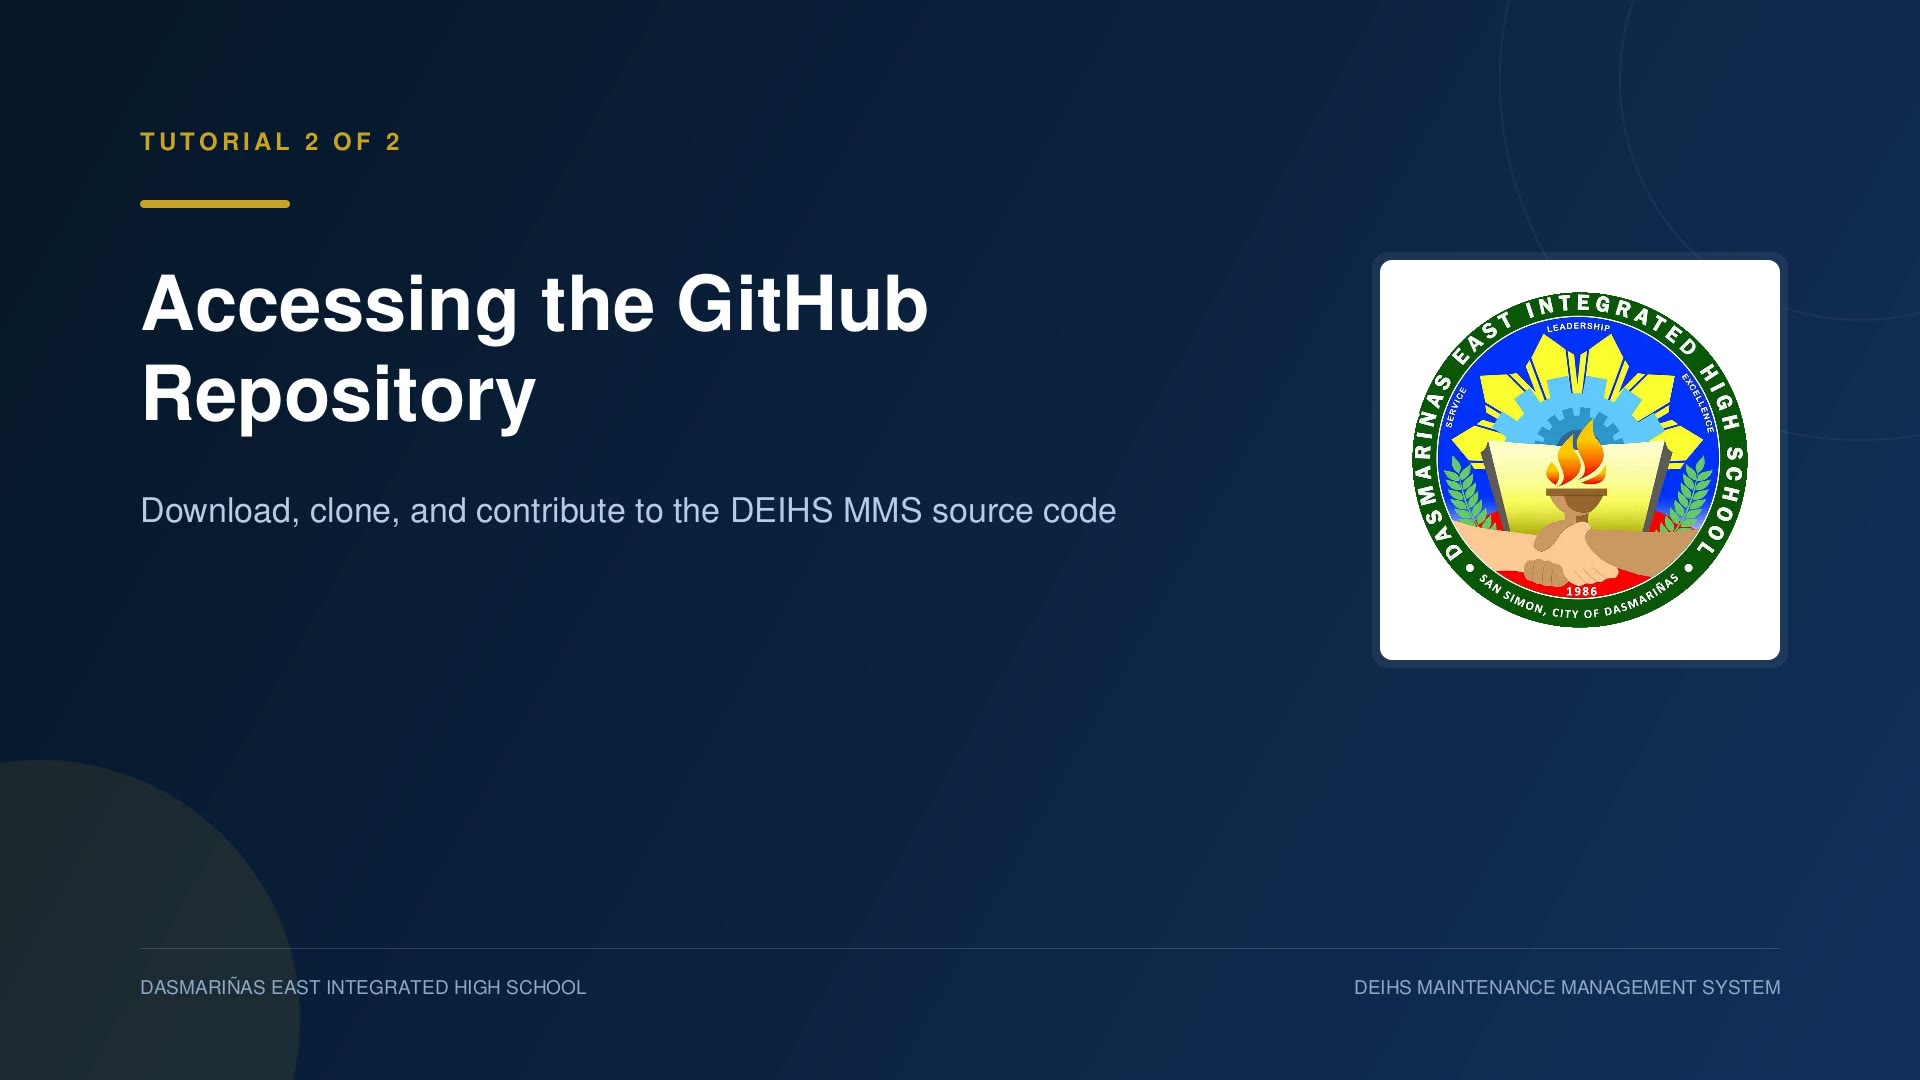 TUTORIAL 2 OF 2
Accessing the GitHub
Repository
Download, clone, and contribute to the DEIHS MMS source code
DASMARINAS EAST INTEGRATED HIGH SCHOOL
LEADERSHIP
SERVICE
EXCELLENCE
1986
SAN SIMON, CITY OF DASMARIÑAS
DASMARIÑAS EAST INTEGRATED HIGH SCHOOL
DEIHS MAINTENANCE MANAGEMENT SYSTEM